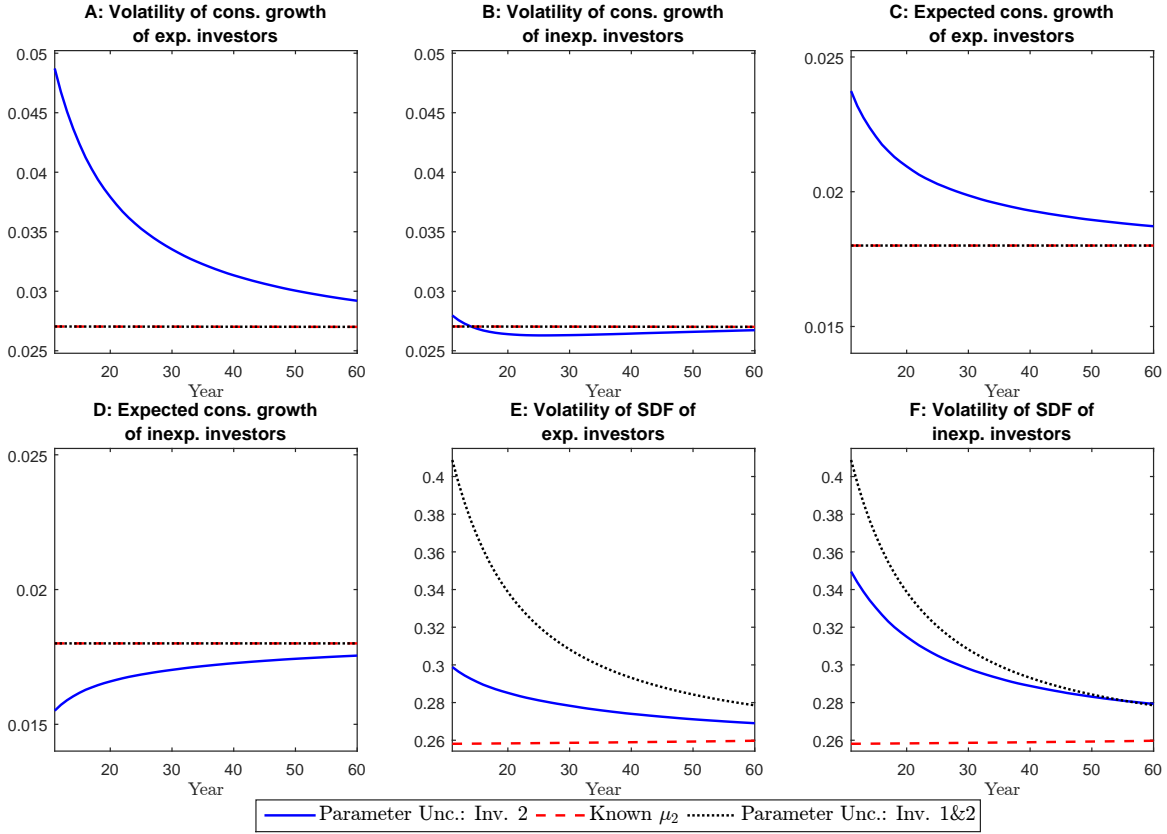 A: Volatility of cons. growth
of exp. investors
0.05
0.045
0.04
0.035
0.03
0.025
20 30 40 50 60
Year
B: Volatility of cons. growth
of inexp. investors
0.05
0.045
0.04
0.035
0.03
0.025
20 30 40 50 60
Year
C: Expected cons. growth
of exp. investors
0.025
0.02
0.015
20 30 40 50 60
Year
D: Expected cons. growth
of inexp. investors
0.025
0.02
0.015
20 30 40 50 60
Year
E: Volatility of SDF of
exp. investors
0.4
0.38
0.36
0.34
0.32
0.3
0.28
0.26
20 30 40 50 60
Year
F: Volatility of SDF of
inexp. investors
0.4
0.38
0.36
0.34
0.32
0.3
0.28
0.26
20 30 40 50 60
Year
Parameter Unc.: Inv. 2 Known μ₂ Parameter Unc.: Inv. 1&2